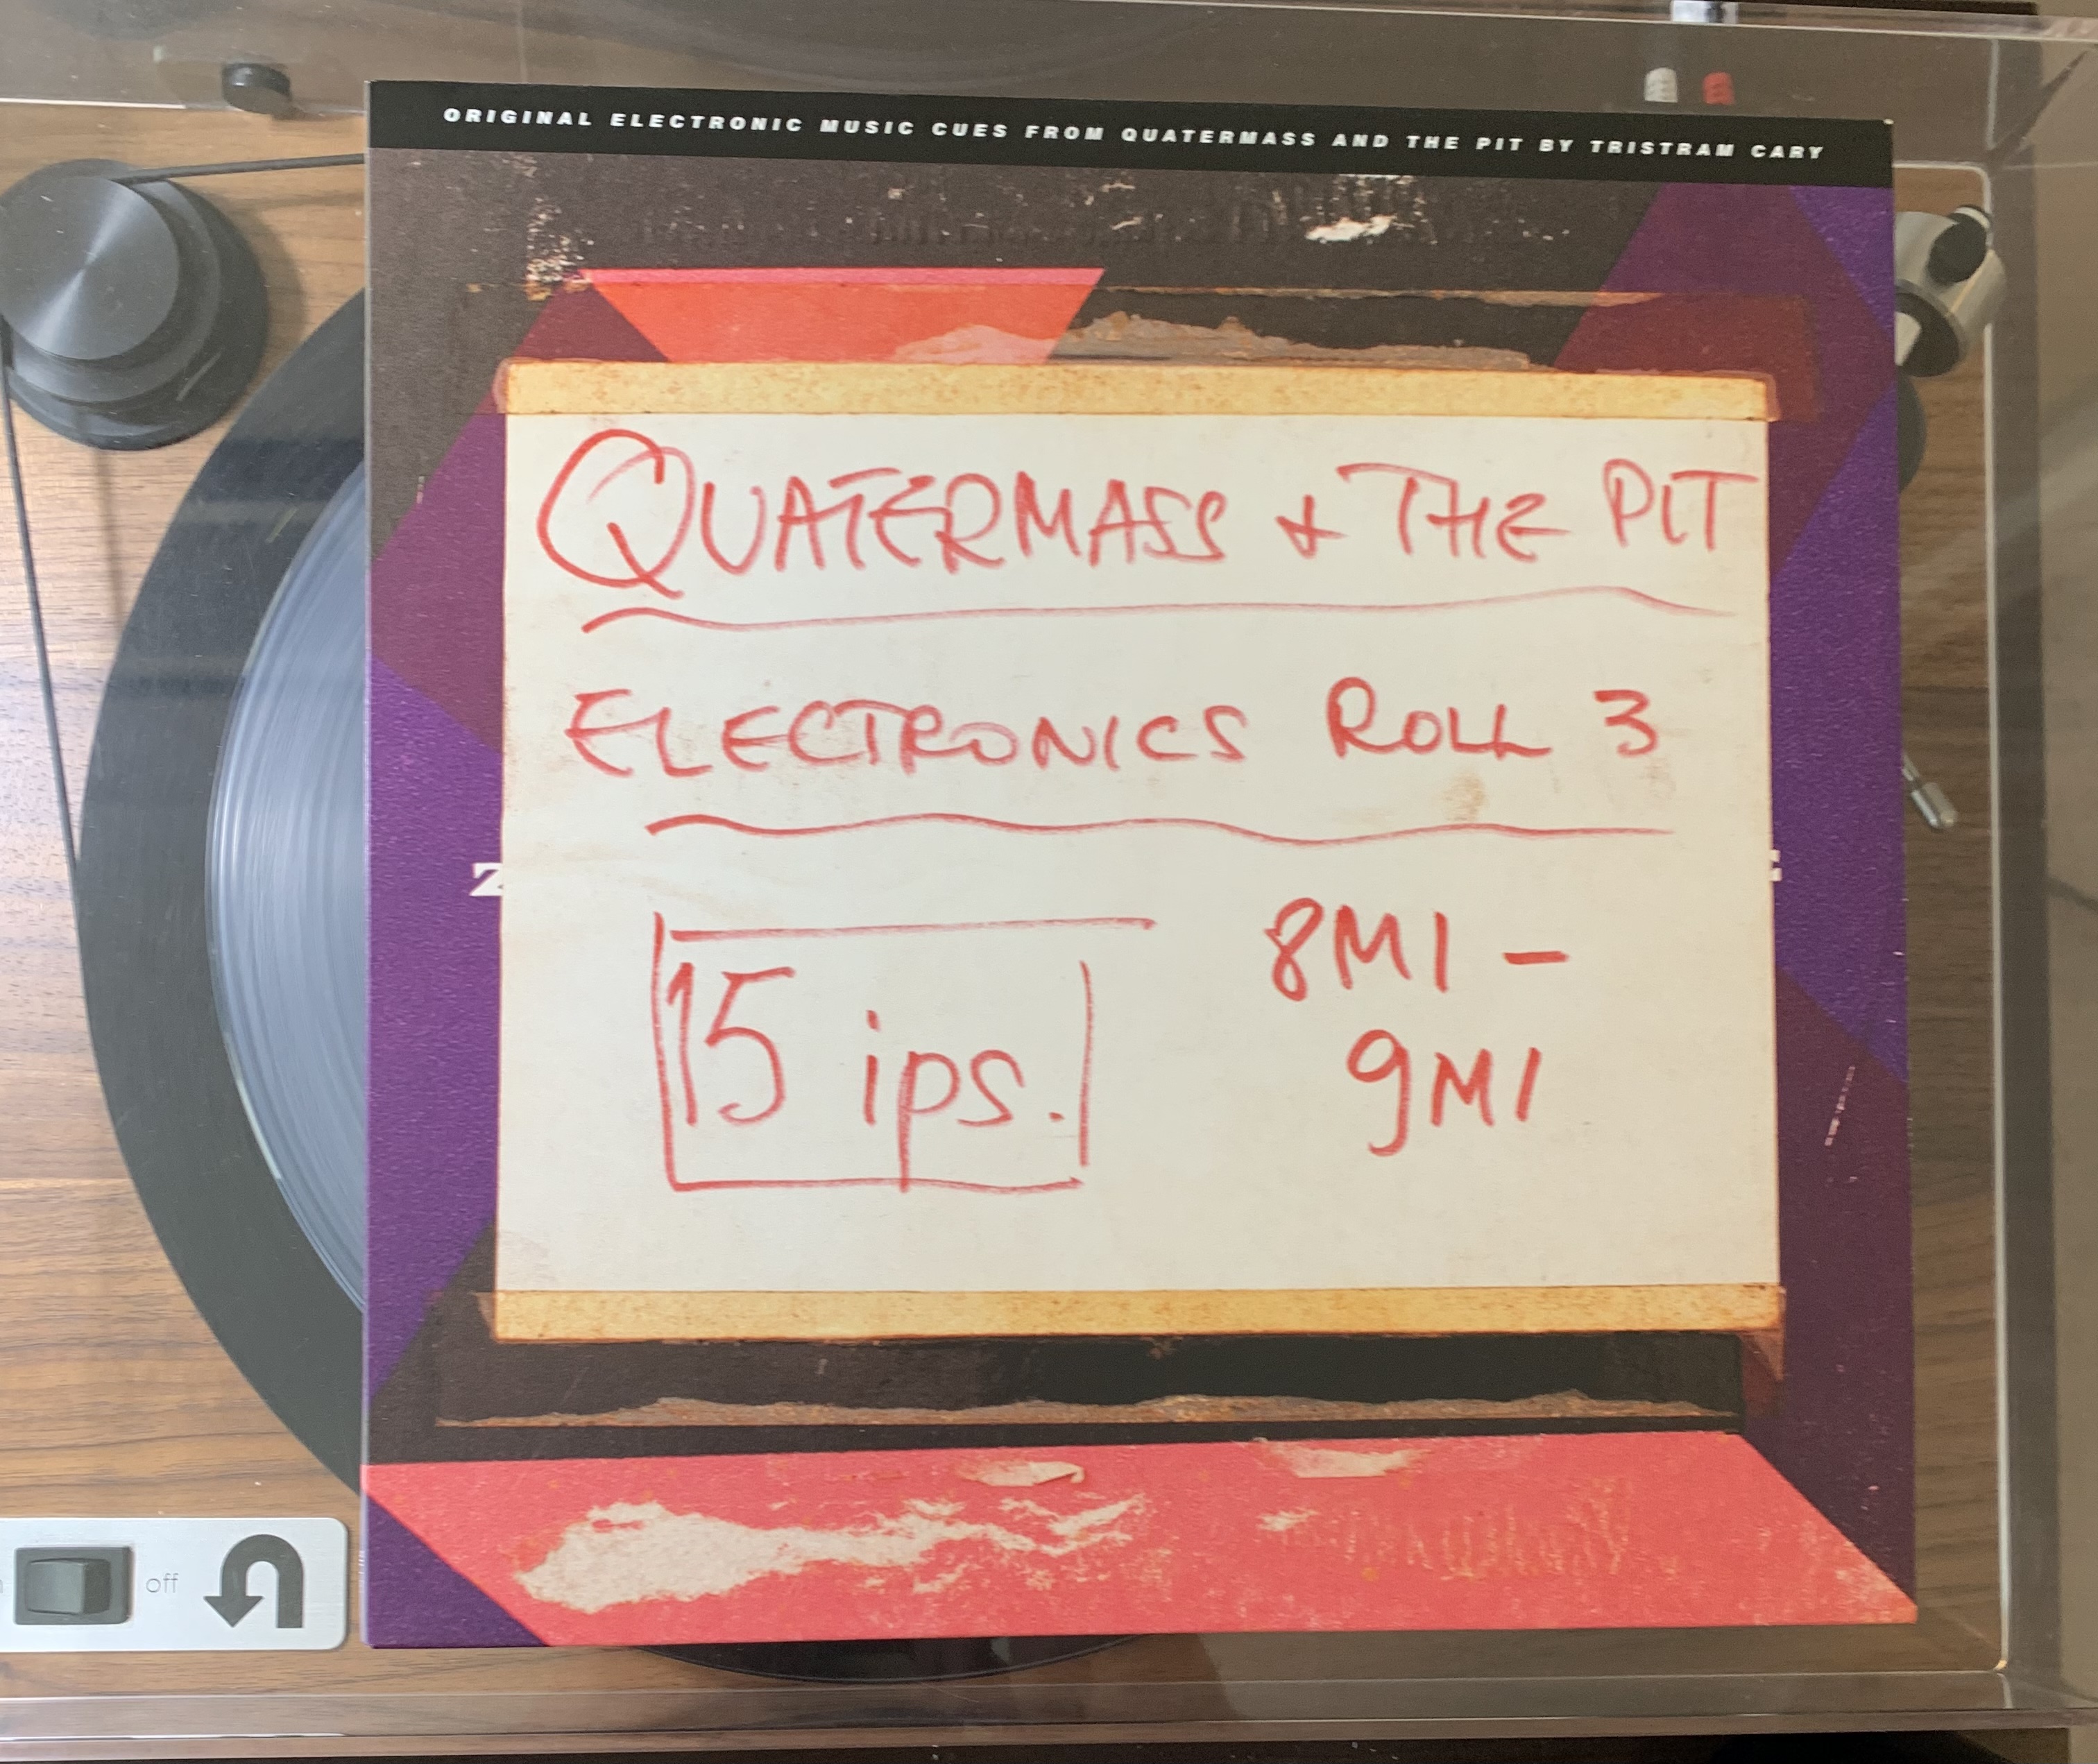 ORIGINAL ELECTRONIC MUSIC CUES FROM QUATERMASS AND THE PIT BY TRISTRAM CARY
QUATERMASS & THE PIT
ELECTRONICS ROLL 3
15 ips.
8M1 -
9M1
off